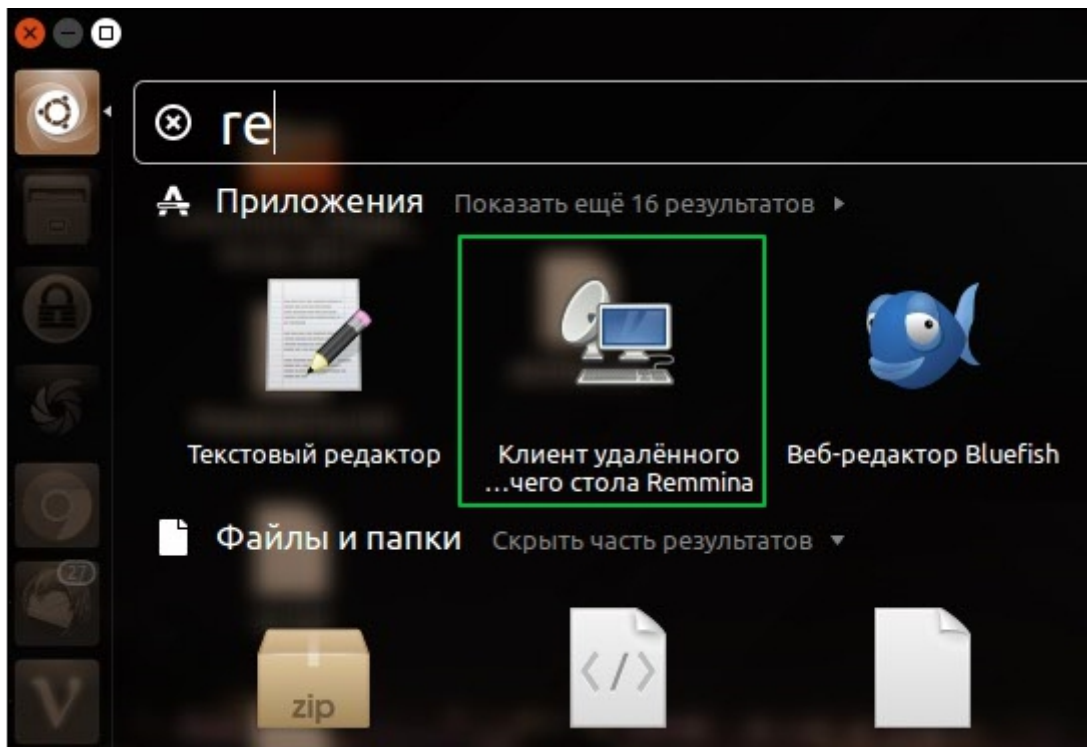 re
Приложения Показать ещё 16 результатов
Текстовый редактор
Клиент удалённого
...чего стола Remmina
Веб-редактор Bluefish
Файлы и папки Скрыть часть результатов
27
zip